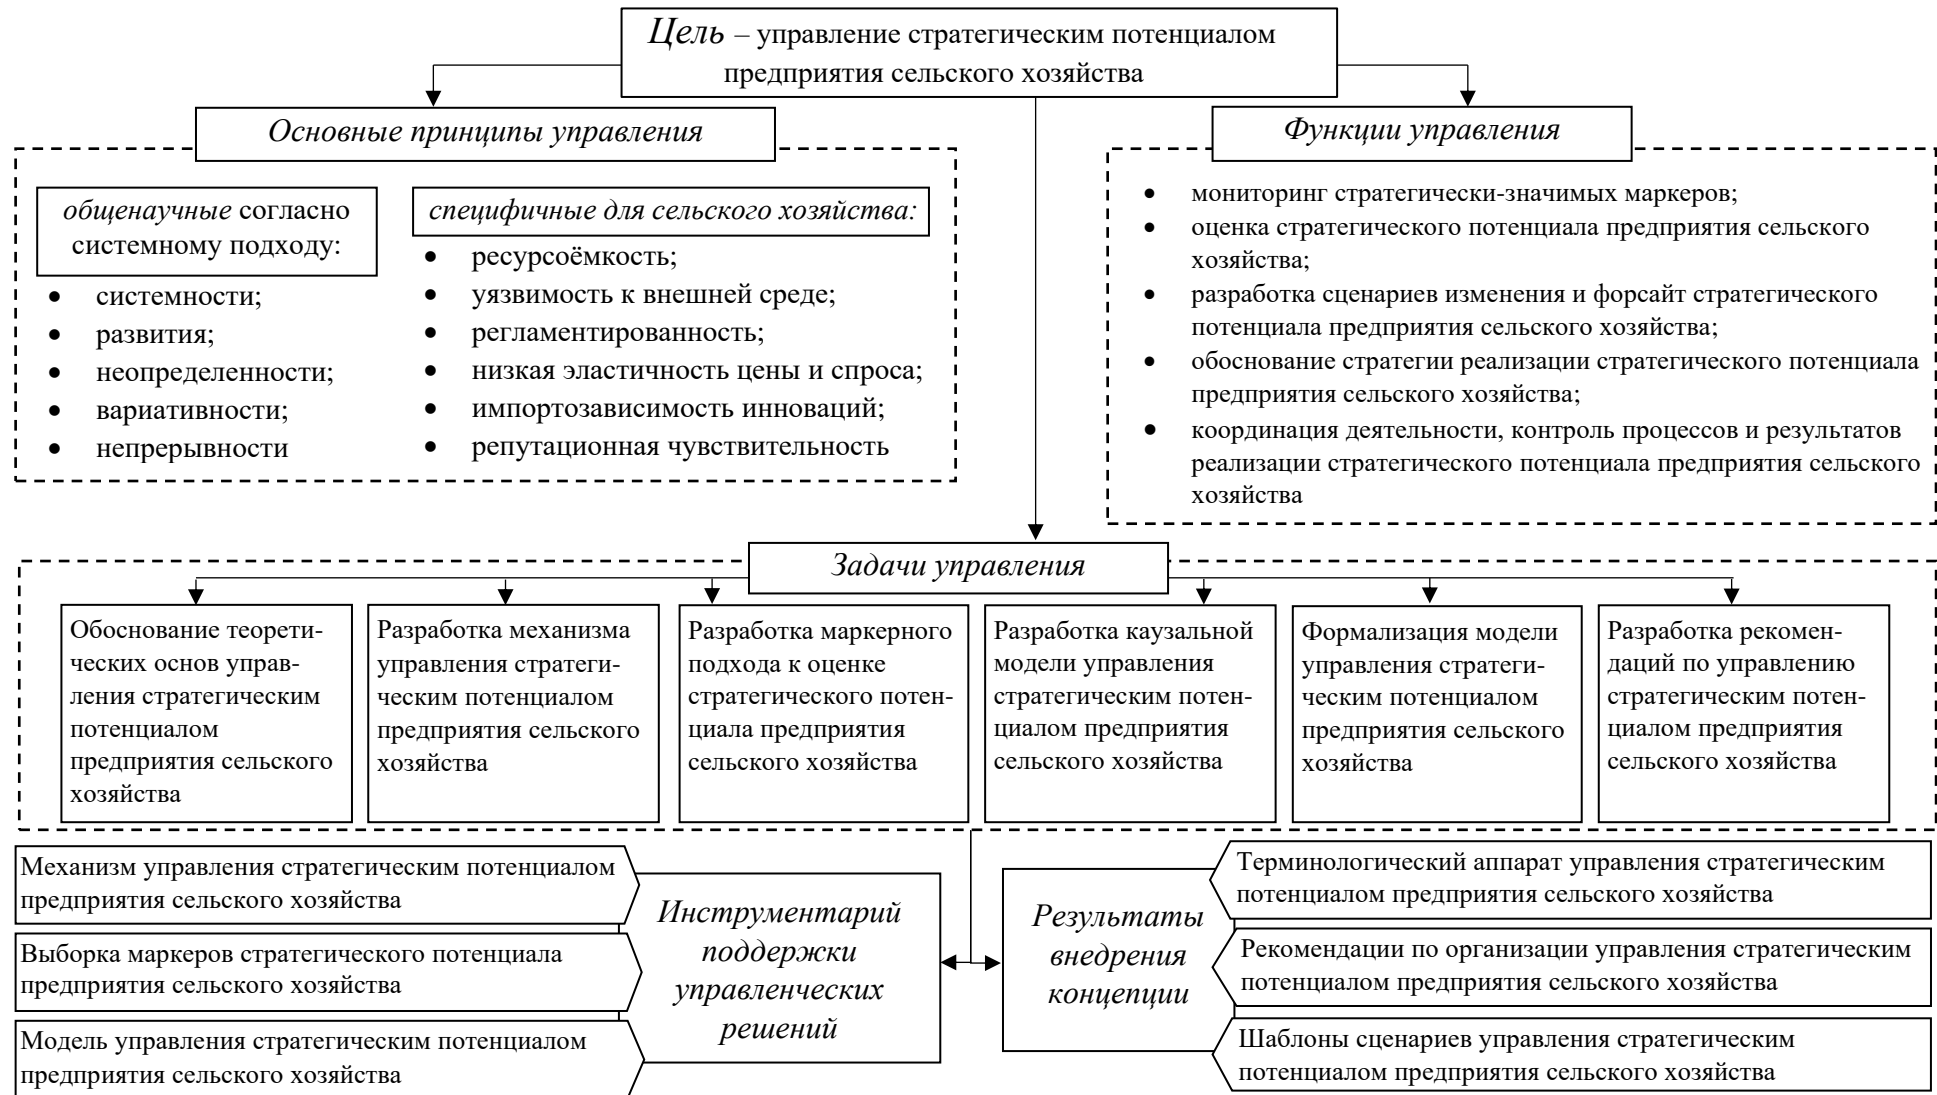 Цель – управление стратегическим потенциалом
предприятия сельского хозяйства
Основные принципы управления
общенаучные согласно
системному подходу:
• системности;
• развития;
• неопределенности;
• вариативности;
• непрерывности
специфичные для сельского хозяйства:
• ресурсоёмкость;
• уязвимость к внешней среде;
• регламентированность;
• низкая эластичность цены и спроса;
• импортозависимость инноваций;
• репутационная чувствительность
Функции управления
• мониторинг стратегически-значимых маркеров;
• оценка стратегического потенциала предприятия сельского
хозяйства;
• разработка сценариев изменения и форсайт стратегического
потенциала предприятия сельского хозяйства;
• обоснование стратегии реализации стратегического потенциала
предприятия сельского хозяйства;
• координация деятельности, контроль процессов и результатов
реализации стратегического потенциала предприятия сельского
хозяйства
Задачи управления
Обоснование теорети-
ческих основ управ-
ления стратегическим
потенциалом
предприятия сельского
хозяйства
Разработка механизма
управления стратеги-
ческим потенциалом
предприятия сельского
хозяйства
Разработка маркерного
подхода к оценке
стратегического потен-
циала предприятия
сельского хозяйства
Разработка каузальной
модели управления
стратегическим потен-
циалом предприятия
сельского хозяйства
Формализация модели
управления стратеги-
ческим потенциалом
предприятия сельского
хозяйства
Разработка рекомен-
даций по управлению
стратегическим потен-
циалом предприятия
сельского хозяйства
Механизм управления стратегическим потенциалом
предприятия сельского хозяйства
Выборка маркеров стратегического потенциала
предприятия сельского хозяйства
Модель управления стратегическим потенциалом
предприятия сельского хозяйства
Инструментарий
поддержки
управленческих
решений
Результаты
внедрения
концепции
Терминологический аппарат управления стратегическим
потенциалом предприятия сельского хозяйства
Рекомендации по организации управления стратегическим
потенциалом предприятия сельского хозяйства
Шаблоны сценариев управления стратегическим
потенциалом предприятия сельского хозяйства